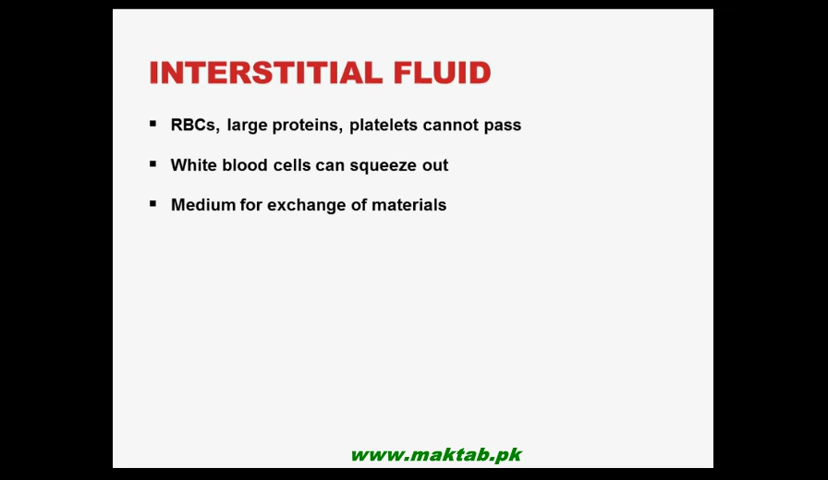 INTERSTITIAL FLUID
▪ RBCs, large proteins, platelets cannot pass
▪ White blood cells can squeeze out
▪ Medium for exchange of materials
www.maktab.pk